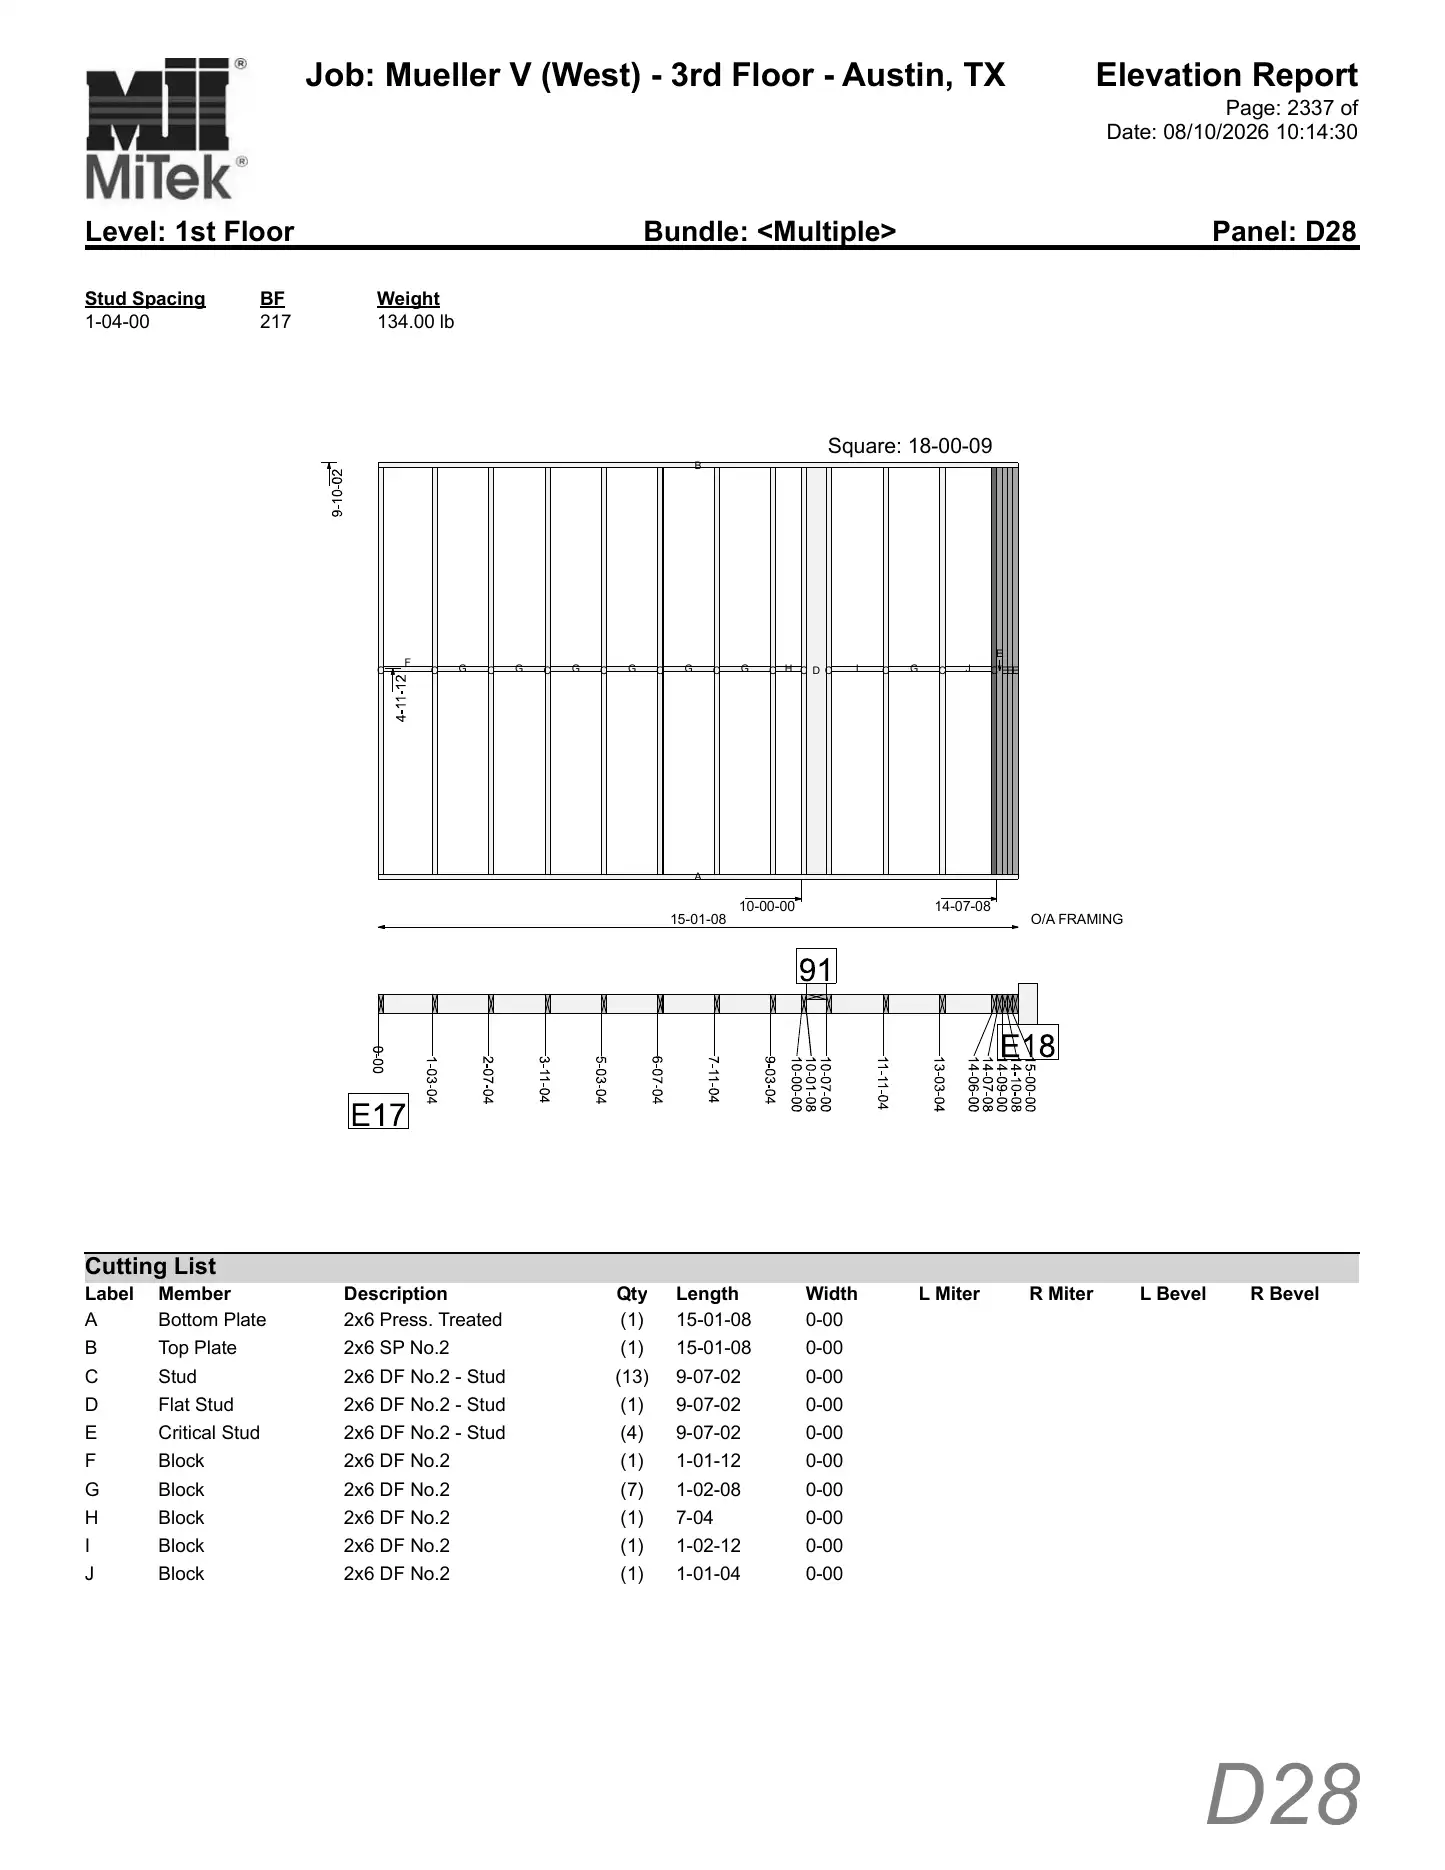 MiTek®
®
Job: Mueller V (West) - 3rd Floor - Austin, TX
Elevation Report
Page: 2337 of
Date: 08/10/2026 10:14:30
Level: 1st Floor Bundle: <Multiple> Panel: D28
Stud Spacing BF Weight
1-04-00 217 134.00 lb
Square: 18-00-09
B
9-10-02
E
F G G G G G G H D I G J
4-11-12
A
10-00-00 14-07-08
15-01-08 O/A FRAMING
91
E18
0-00 1-03-04 2-07-04 3-11-04 5-03-04 6-07-04 7-11-04 9-03-04 10-00-00 10-01-08 10-07-00 11-11-04 13-03-04 14-06-00 14-07-08 14-09-00 14-10-08 15-00-00
E17
Cutting List
Label Member Description Qty Length Width L Miter R Miter L Bevel R Bevel
A Bottom Plate 2x6 Press. Treated (1) 15-01-08 0-00
B Top Plate 2x6 SP No.2 (1) 15-01-08 0-00
C Stud 2x6 DF No.2 - Stud (13) 9-07-02 0-00
D Flat Stud 2x6 DF No.2 - Stud (1) 9-07-02 0-00
E Critical Stud 2x6 DF No.2 - Stud (4) 9-07-02 0-00
F Block 2x6 DF No.2 (1) 1-01-12 0-00
G Block 2x6 DF No.2 (7) 1-02-08 0-00
H Block 2x6 DF No.2 (1) 7-04 0-00
I Block 2x6 DF No.2 (1) 1-02-12 0-00
J Block 2x6 DF No.2 (1) 1-01-04 0-00
D28